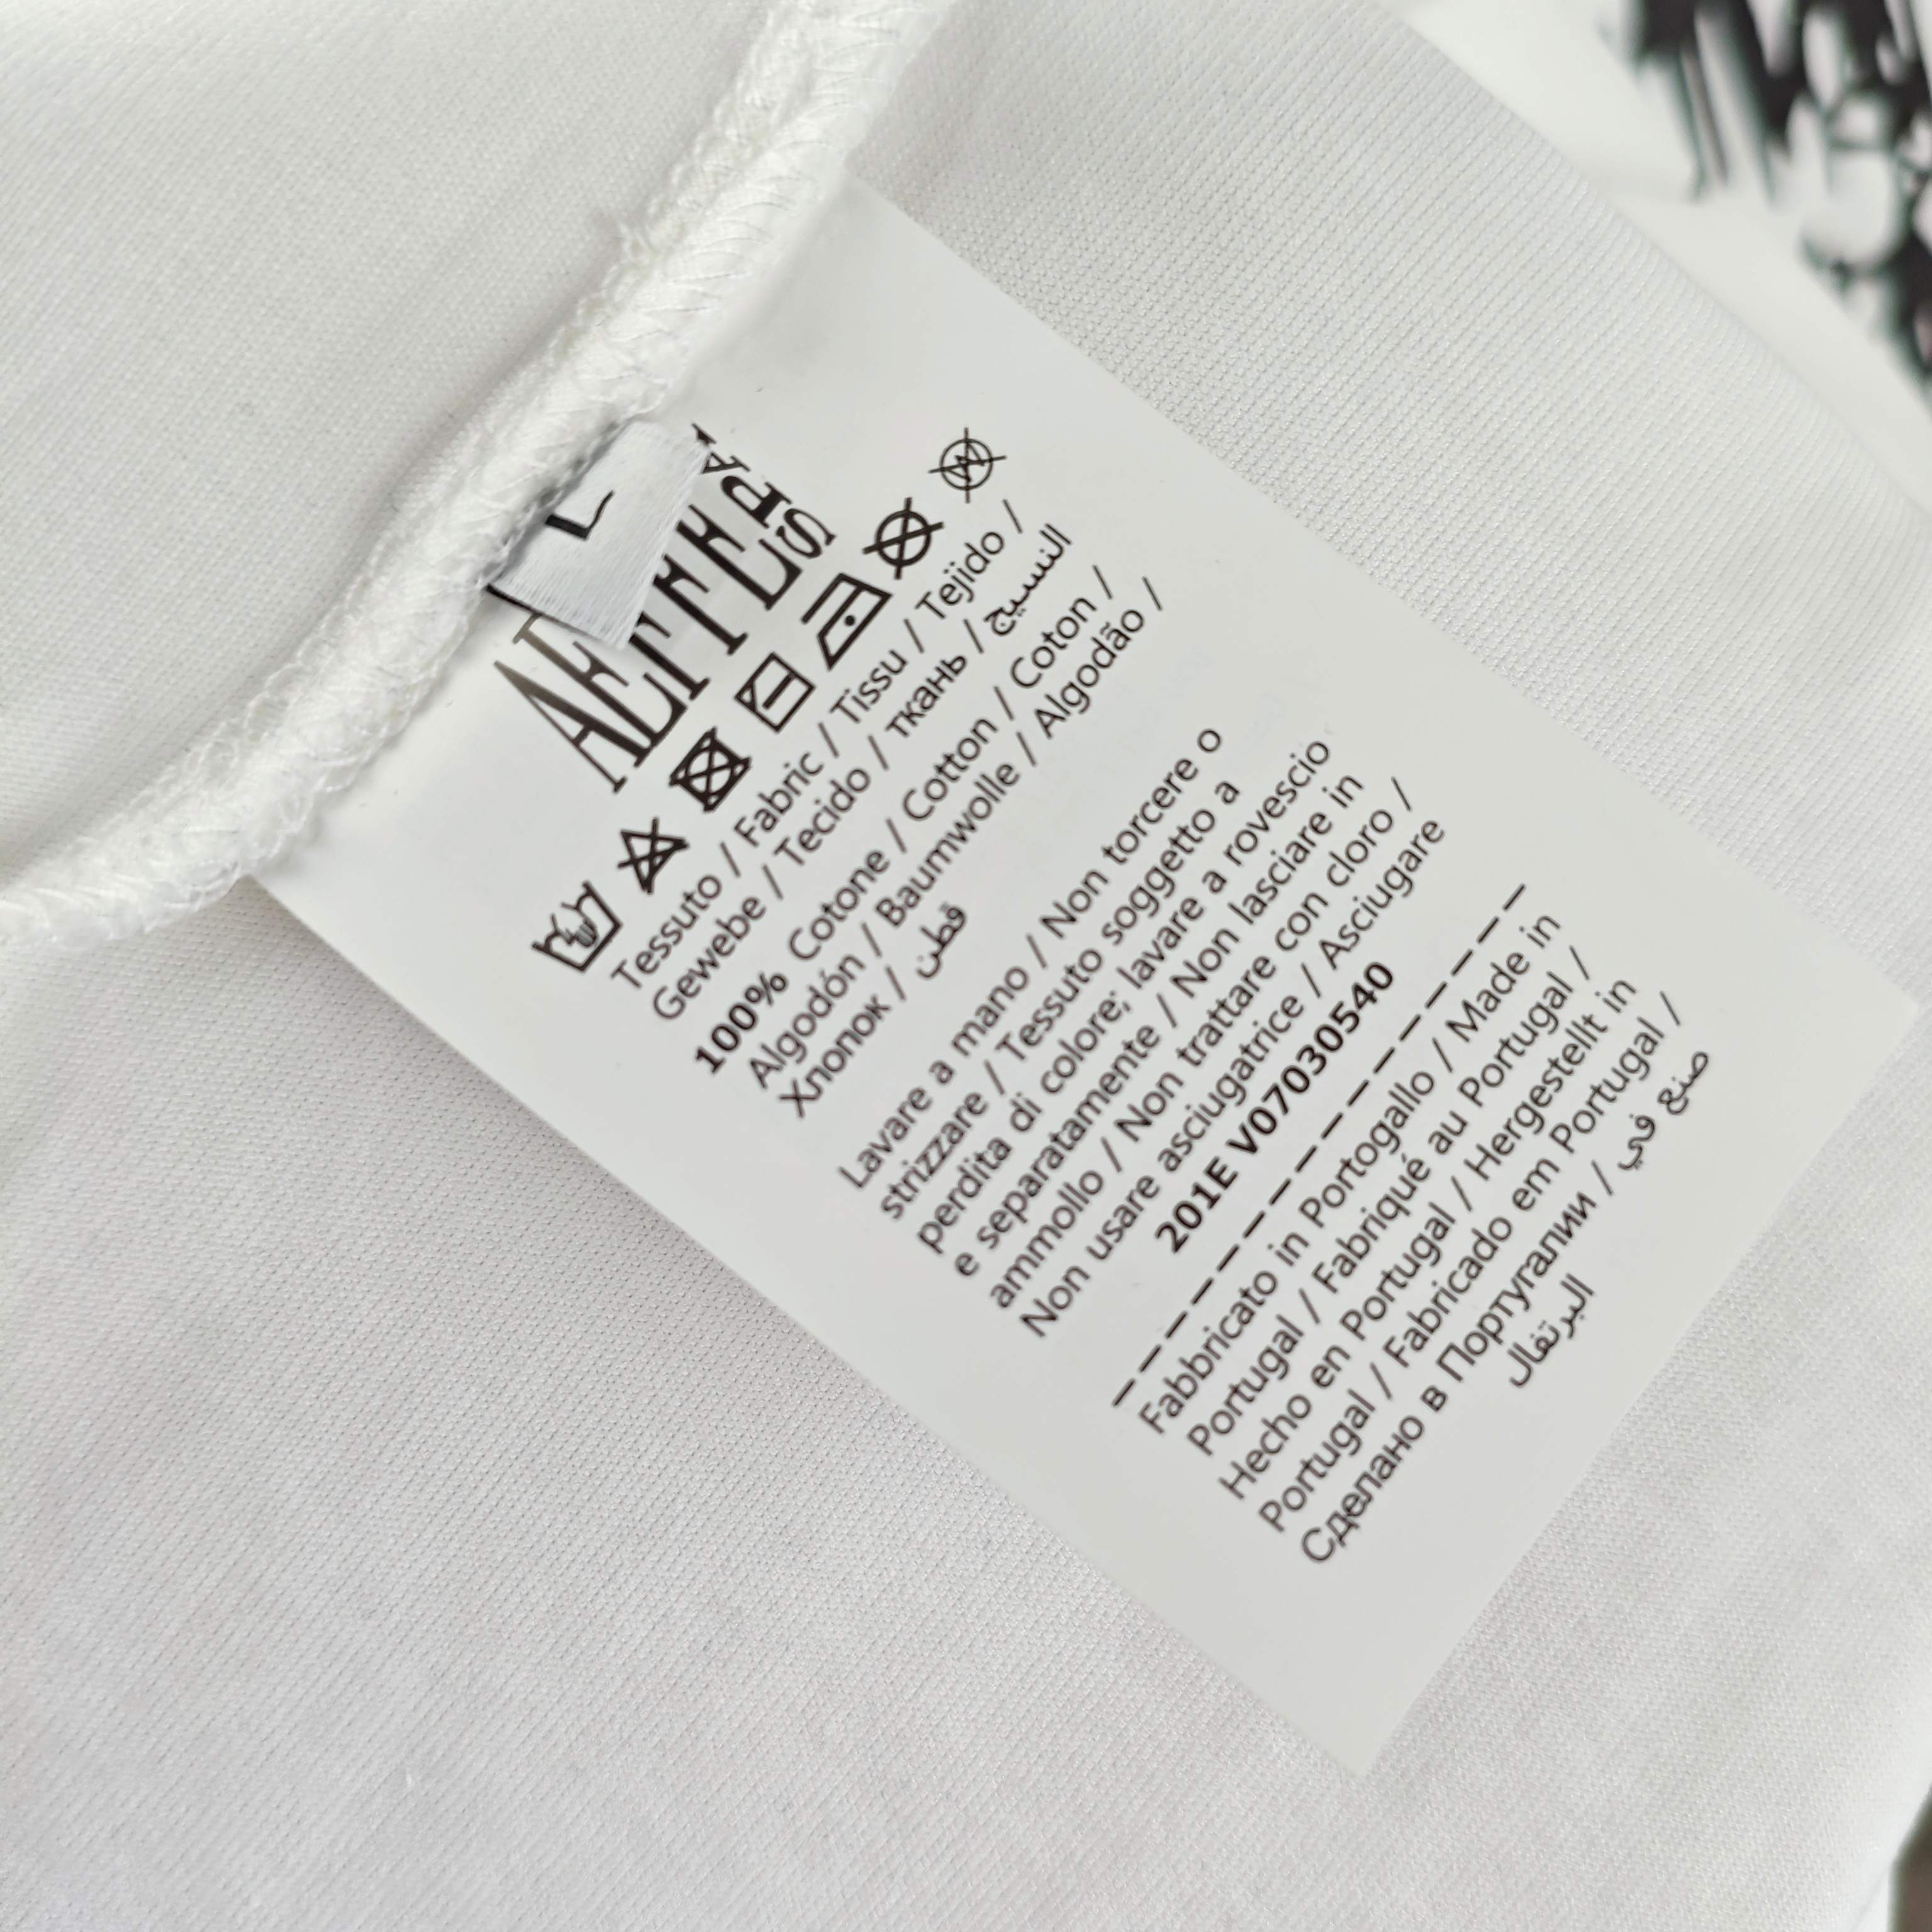 L
AEFFE
SPA
Tessuto / Fabric / Tissu / Tejido /
Gewebe / Tecido / ткань / النسيج
100% Cotone / Cotton / Coton /
Algodón / Baumwolle / Algodão /
Хлопок / قطن
Lavare a mano / Non torcere o
strizzare / Tessuto soggetto a
perdita di colore; lavare a rovescio
e separatamente / Non lasciare in
ammollo / Non trattare con cloro /
Non usare asciugatrice / Asciugare
201E V07030540
Fabbricato in Portogallo / Made in
Portugal / Fabriqué au Portugal /
Hecho en Portugal / Hergestellt in
Portugal / Fabricado em Portugal /
Сделано в Португалии / صنع في
البرتغال